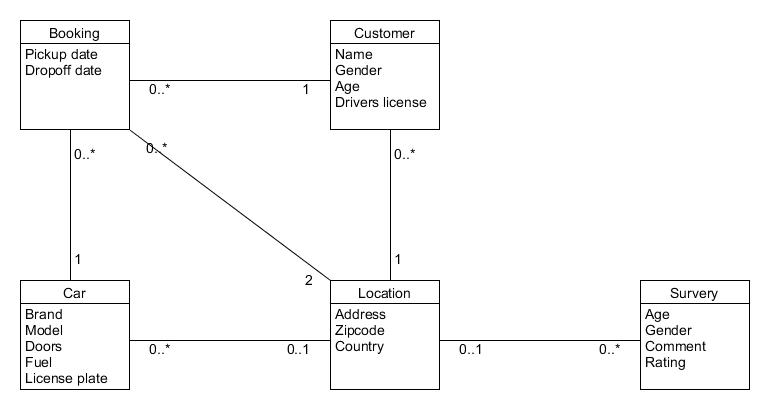 Booking
Pickup date
Dropoff date
Customer
Name
Gender
Age
Drivers license
0..*
1
0..*
0..*
0..*
1
2
1
Car
Brand
Model
Doors
Fuel
License plate
Location
Address
Zipcode
Country
Survery
Age
Gender
Comment
Rating
0..*
0..1
0..1
0..*